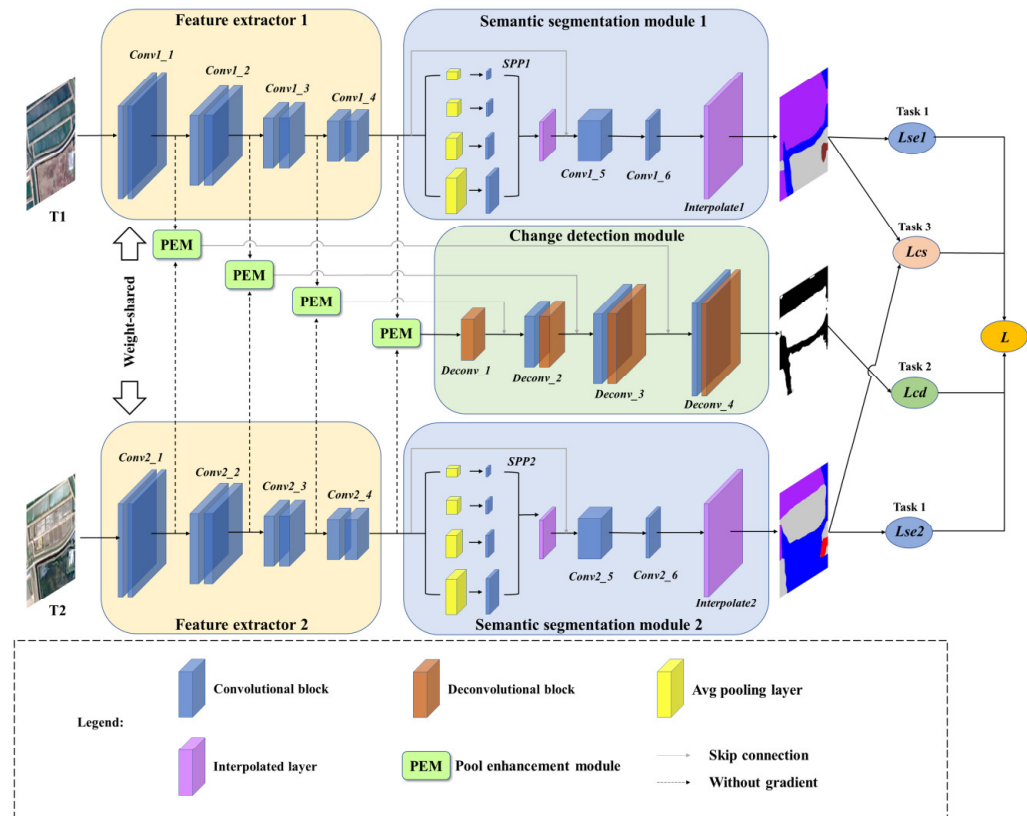 Feature extractor 1
Semantic segmentation module 1
Conv1_1
Conv1_2
Conv1_3
Conv1_4
SPP1
Conv1_5
Conv1_6
Interpolate1
T1
Task 1
Lse1
Task 3
Lcs
Weight-shared
PEM
PEM
PEM
PEM
Change detection module
Deconv_1
Deconv_2
Deconv_3
Deconv_4
L
Task 2
Lcd
Conv2_1
Conv2_2
Conv2_3
Conv2_4
SPP2
Conv2_5
Conv2_6
Interpolate2
T2
Task 1
Lse2
Feature extractor 2
Semantic segmentation module 2
Legend:
Convolutional block
Deconvolutional block
Avg pooling layer
Interpolated layer
PEM Pool enhancement module
Skip connection
Without gradient